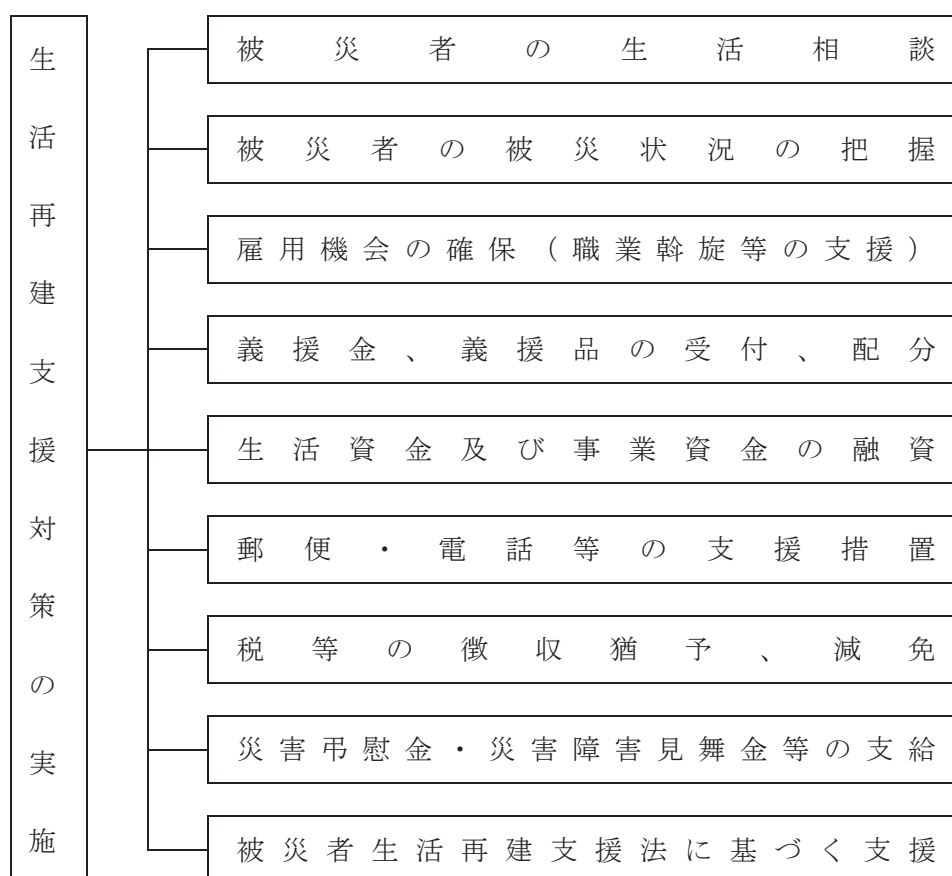 生活再建支援対策の実施
被災者の生活相談
被災者の被災状況の把握
雇用機会の確保（職業斡旋等の支援）
義援金、義援品の受付、配分
生活資金及び事業資金の融資
郵便・電話等の支援措置
税等の徴収猶予、減免
災害弔慰金・災害障害見舞金等の支給
被災者生活再建支援法に基づく支援